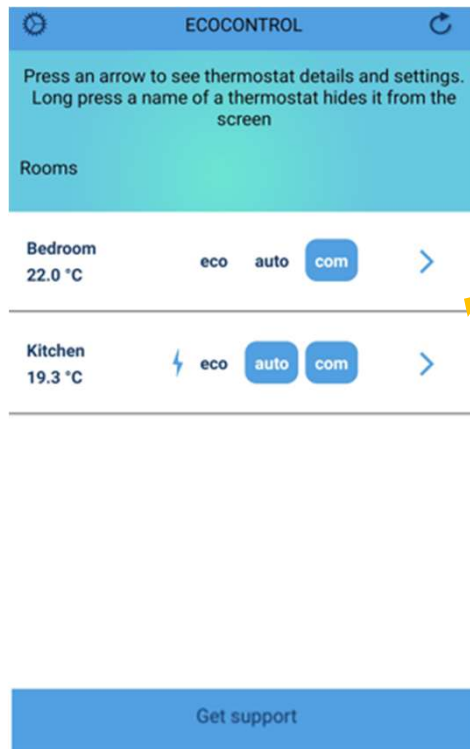 ECOCONTROL
Press an arrow to see thermostat details and settings.
Long press a name of a thermostat hides it from the
screen
Rooms
Bedroom
22.0 °C
eco auto com
Kitchen
19.3 °C
eco auto com
Get support